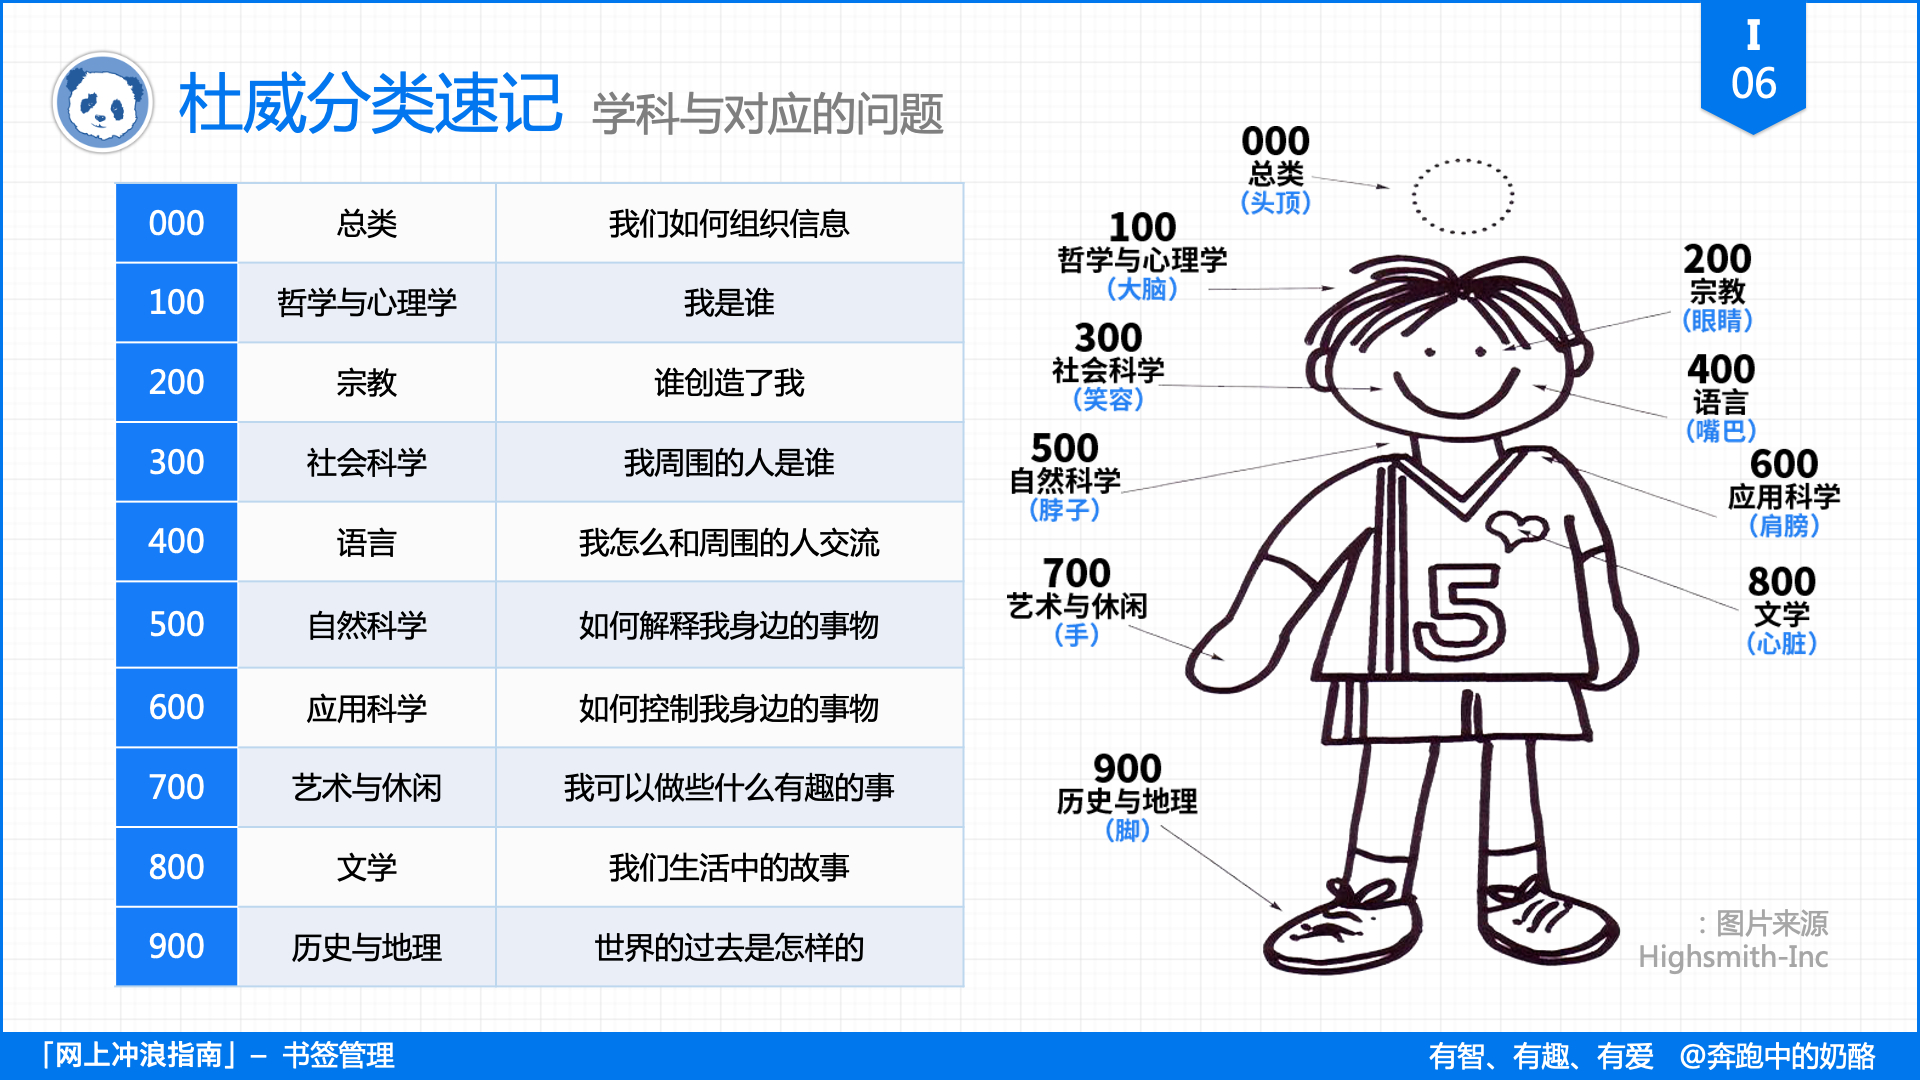 I
06
杜威分类速记 学科与对应的问题
000 总类 我们如何组织信息
100 哲学与心理学 我是谁
200 宗教 谁创造了我
300 社会科学 我周围的人是谁
400 语言 我怎么和周围的人交流
500 自然科学 如何解释我身边的事物
600 应用科学 如何控制我身边的事物
700 艺术与休闲 我可以做些什么有趣的事
800 文学 我们生活中的故事
900 历史与地理 世界的过去是怎样的
000
总类
（头顶）
100
哲学与心理学
（大脑）
200
宗教
（眼睛）
300
社会科学
（笑容）
400
语言
（嘴巴）
500
自然科学
（脖子）
600
应用科学
（肩膀）
700
艺术与休闲
（手）
800
文学
（心脏）
900
历史与地理
（脚）
5
：图片来源
Highsmith-Inc
「网上冲浪指南」– 书签管理
有智、有趣、有爱 @奔跑中的奶酪